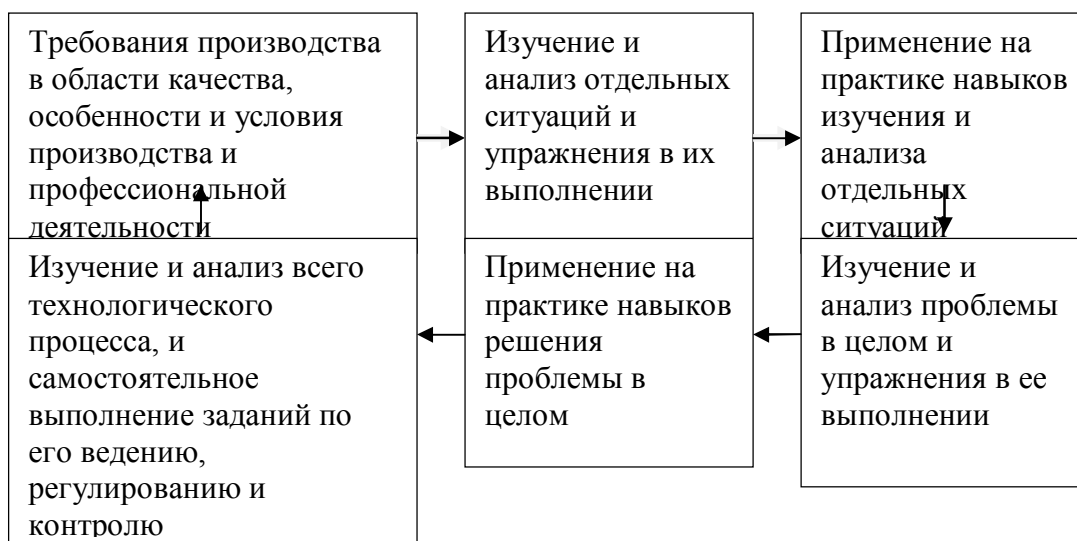 Требования производства
в области качества,
особенности и условия
производства и
профессиональной
деятельности
Изучение и
анализ отдельных
ситуаций и
упражнения в их
выполнении
Применение на
практике навыков
изучения и
анализа
отдельных
ситуаций
Изучение и анализ всего
технологического
процесса, и
самостоятельное
выполнение заданий по
его ведению,
регулированию и
контролю
Применение на
практике навыков
решения
проблемы в
целом
Изучение и
анализ проблемы
в целом и
упражнения в ее
выполнении